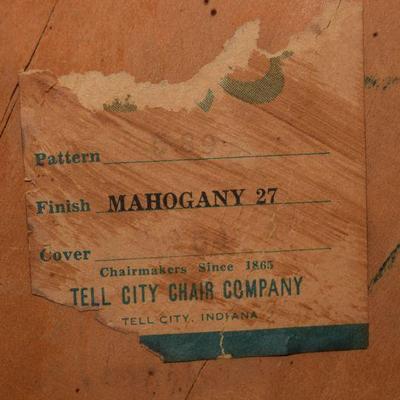 Pattern
Finish MAHOGANY 27
Cover
Chairmakers Since 1865
TELL CITY CHAIR COMPANY
TELL CITY, INDIANA